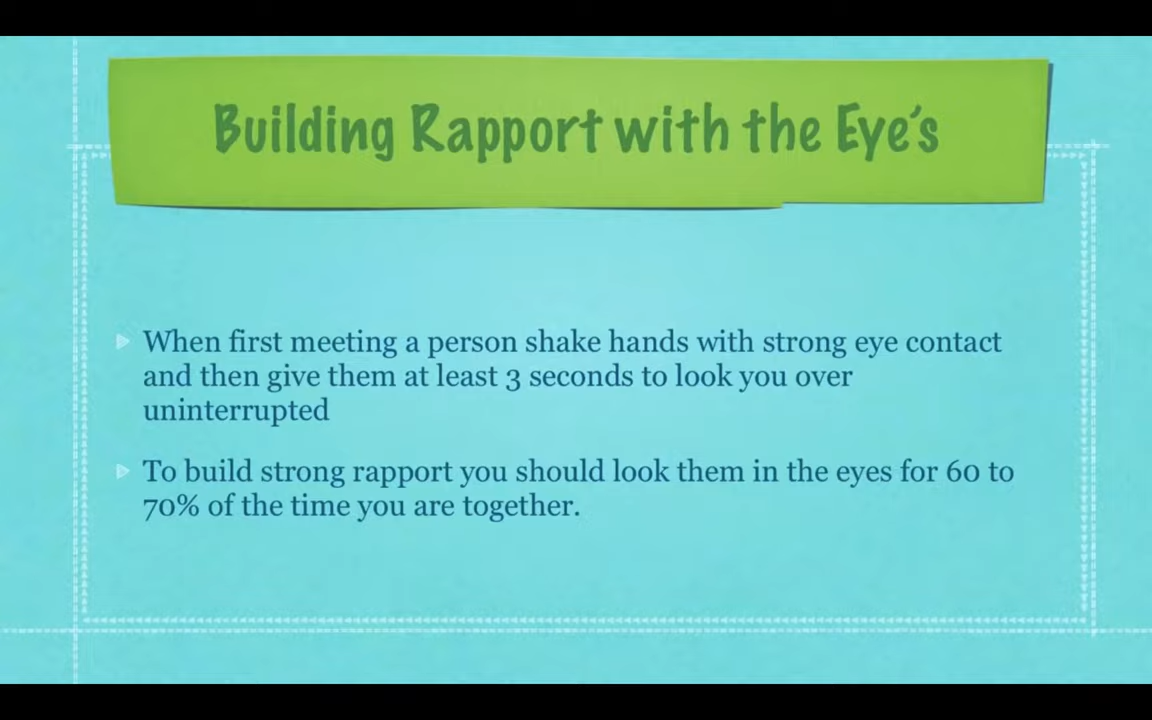 Building Rapport with the Eye's
When first meeting a person shake hands with strong eye contact
and then give them at least 3 seconds to look you over
uninterrupted
To build strong rapport you should look them in the eyes for 60 to
70% of the time you are together.